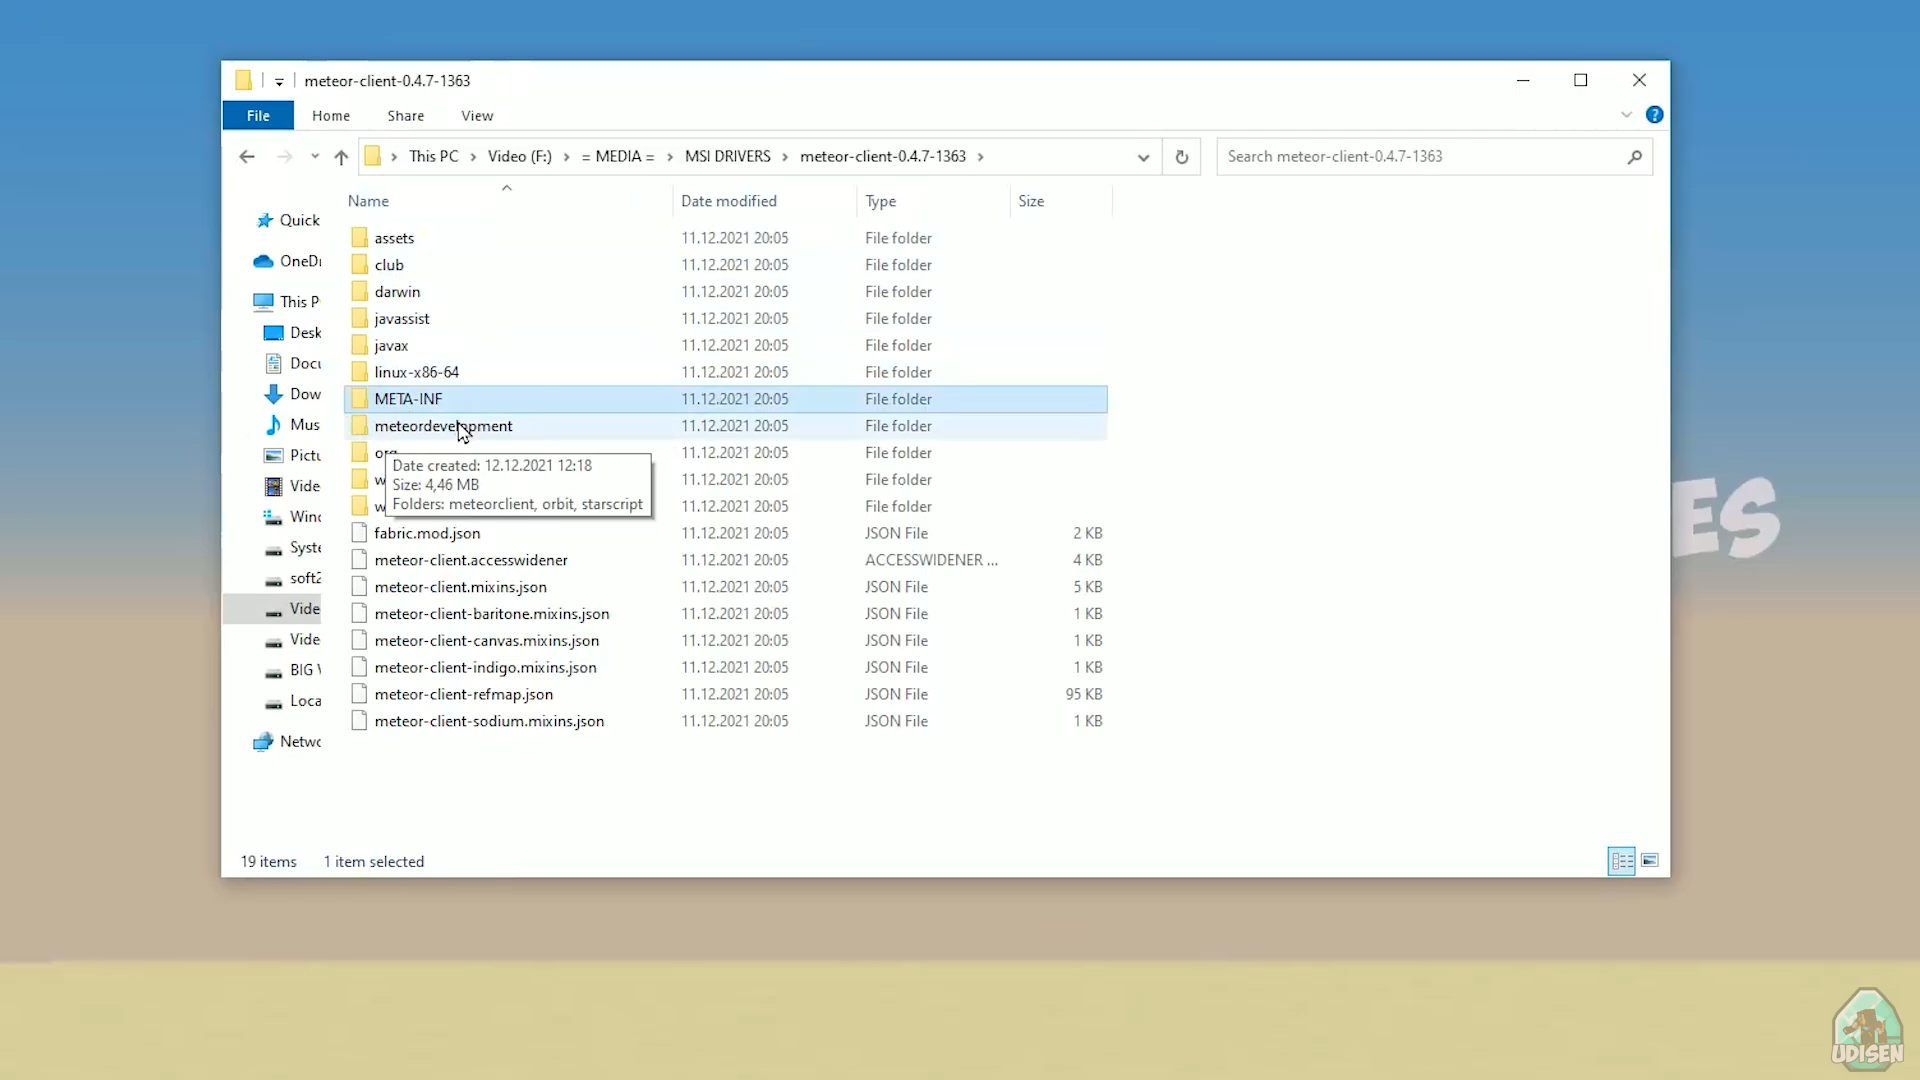 meteor-client-0.4.7-1363
File Home Share View
This PC Video (F:) = MEDIA = MSI DRIVERS meteor-client-0.4.7-1363
Search meteor-client-0.4.7-1363
Name Date modified Type Size
Quick
OneDr
This P
Desk
Docu
Dow
Mus
Pictu
Vide
Winc
Syste
soft2
Vide
Vide
BIG
Loca
Netwo
assets 11.12.2021 20:05 File folder
club 11.12.2021 20:05 File folder
darwin 11.12.2021 20:05 File folder
javassist 11.12.2021 20:05 File folder
javax 11.12.2021 20:05 File folder
linux-x86-64 11.12.2021 20:05 File folder
META-INF 11.12.2021 20:05 File folder
meteordevelopment 11.12.2021 20:05 File folder
org 11.12.2021 20:05 File folder
w 11.12.2021 20:05 File folder
w 11.12.2021 20:05 File folder
Date created: 12.12.2021 12:18
Size: 4,46 MB
Folders: meteorclient, orbit, starscript
fabric.mod.json 11.12.2021 20:05 JSON File 2 KB
meteor-client.accesswidener 11.12.2021 20:05 ACCESSWIDENER ... 4 KB
meteor-client.mixins.json 11.12.2021 20:05 JSON File 5 KB
meteor-client-baritone.mixins.json 11.12.2021 20:05 JSON File 1 KB
meteor-client-canvas.mixins.json 11.12.2021 20:05 JSON File 1 KB
meteor-client-indigo.mixins.json 11.12.2021 20:05 JSON File 1 KB
meteor-client-refmap.json 11.12.2021 20:05 JSON File 95 KB
meteor-client-sodium.mixins.json 11.12.2021 20:05 JSON File 1 KB
19 items 1 item selected
ES
UDISEN